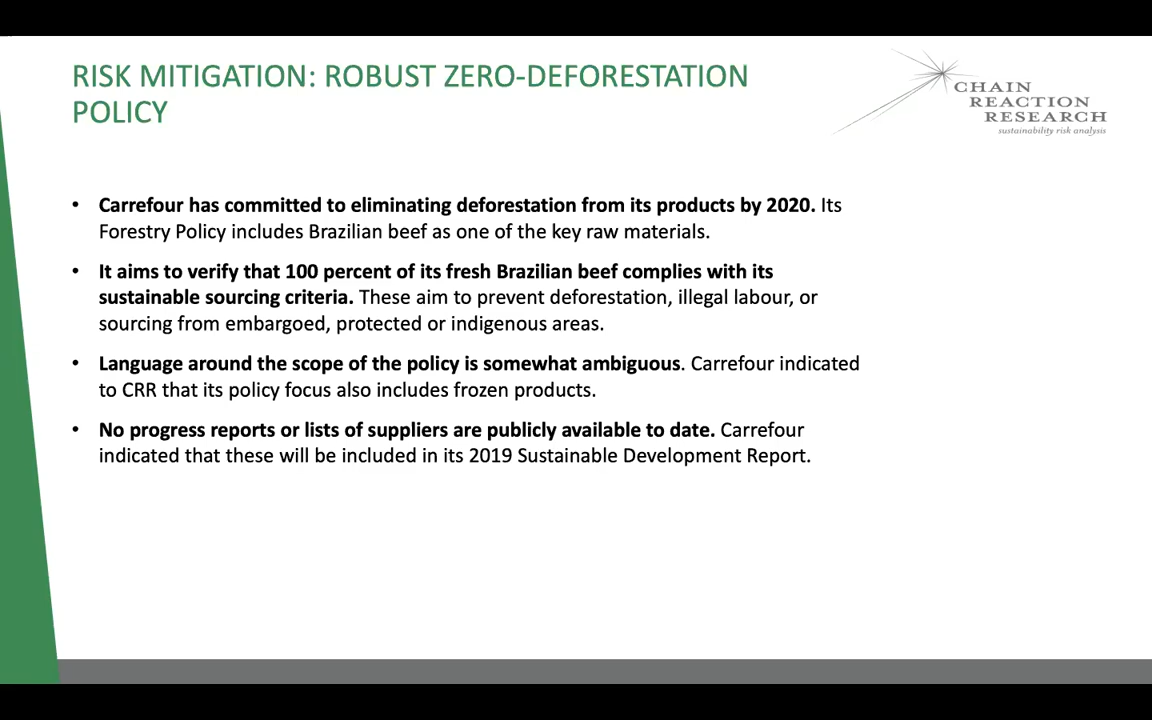 RISK MITIGATION: ROBUST ZERO-DEFORESTATION
POLICY
CHAIN
REACTION
RESEARCH
sustainability risk analysis
• Carrefour has committed to eliminating deforestation from its products by 2020. Its
Forestry Policy includes Brazilian beef as one of the key raw materials.
• It aims to verify that 100 percent of its fresh Brazilian beef complies with its
sustainable sourcing criteria. These aim to prevent deforestation, illegal labour, or
sourcing from embargoed, protected or indigenous areas.
• Language around the scope of the policy is somewhat ambiguous. Carrefour indicated
to CRR that its policy focus also includes frozen products.
• No progress reports or lists of suppliers are publicly available to date. Carrefour
indicated that these will be included in its 2019 Sustainable Development Report.